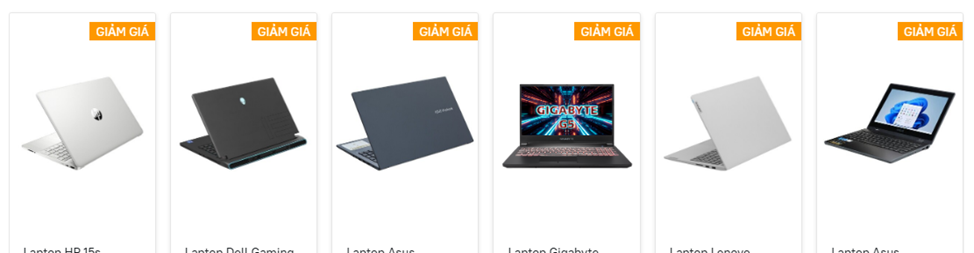 GIẢM GIÁ GIẢM GIÁ GIẢM GIÁ GIẢM GIÁ GIẢM GIÁ GIẢM GIÁ
GIGABYTE
G5
Laptop HP 15s Laptop Dell Gaming Laptop Asus Laptop Gigabyte Laptop Lenovo Laptop Asus